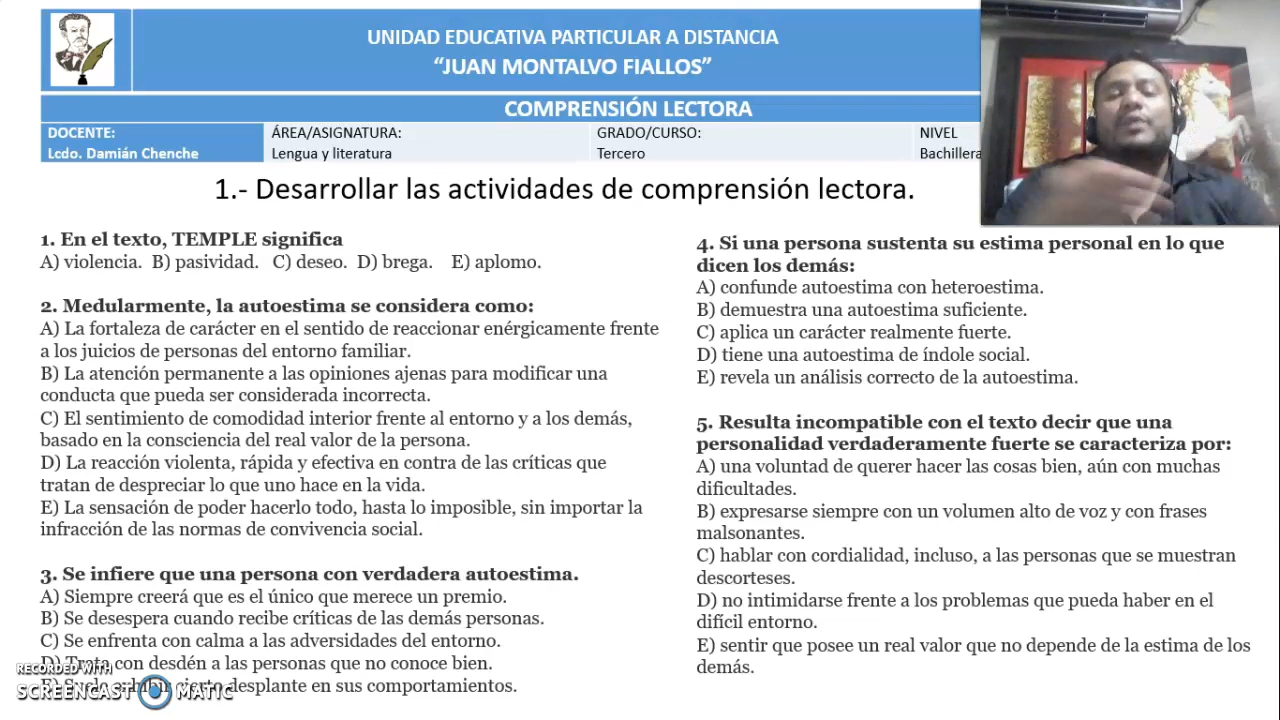 UNIDAD EDUCATIVA PARTICULAR A DISTANCIA
“JUAN MONTALVO FIALLOS”
COMPRENSIÓN LECTORA
DOCENTE:
Lcdo. Damián Chenche
ÁREA/ASIGNATURA:
Lengua y literatura
GRADO/CURSO:
Tercero
NIVEL
Bachillera
1.- Desarrollar las actividades de comprensión lectora.
1. En el texto, TEMPLE significa
A) violencia. B) pasividad. C) deseo. D) brega. E) aplomo.
2. Medularmente, la autoestima se considera como:
A) La fortaleza de carácter en el sentido de reaccionar enérgicamente frente
a los juicios de personas del entorno familiar.
B) La atención permanente a las opiniones ajenas para modificar una
conducta que pueda ser considerada incorrecta.
C) El sentimiento de comodidad interior frente al entorno y a los demás,
basado en la consciencia del real valor de la persona.
D) La reacción violenta, rápida y efectiva en contra de las críticas que
tratan de despreciar lo que uno hace en la vida.
E) La sensación de poder hacerlo todo, hasta lo imposible, sin importar la
infracción de las normas de convivencia social.
3. Se infiere que una persona con verdadera autoestima.
A) Siempre creerá que es el único que merece un premio.
B) Se desespera cuando recibe críticas de las demás personas.
C) Se enfrenta con calma a las adversidades del entorno.
D) Trata con desdén a las personas que no conoce bien.
desplante en sus comportamientos.
4. Si una persona sustenta su estima personal en lo que
dicen los demás:
A) confunde autoestima con heteroestima.
B) demuestra una autoestima suficiente.
C) aplica un carácter realmente fuerte.
D) tiene una autoestima de índole social.
E) revela un análisis correcto de la autoestima.
5. Resulta incompatible con el texto decir que una
personalidad verdaderamente fuerte se caracteriza por:
A) una voluntad de querer hacer las cosas bien, aún con muchas
dificultades.
B) expresarse siempre con un volumen alto de voz y con frases
malsonantes.
C) hablar con cordialidad, incluso, a las personas que se muestran
descorteses.
D) no intimidarse frente a los problemas que pueda haber en el
difícil entorno.
E) sentir que posee un real valor que no depende de la estima de los
demás.
RECORDED WITH
SCREENCAST MATIC